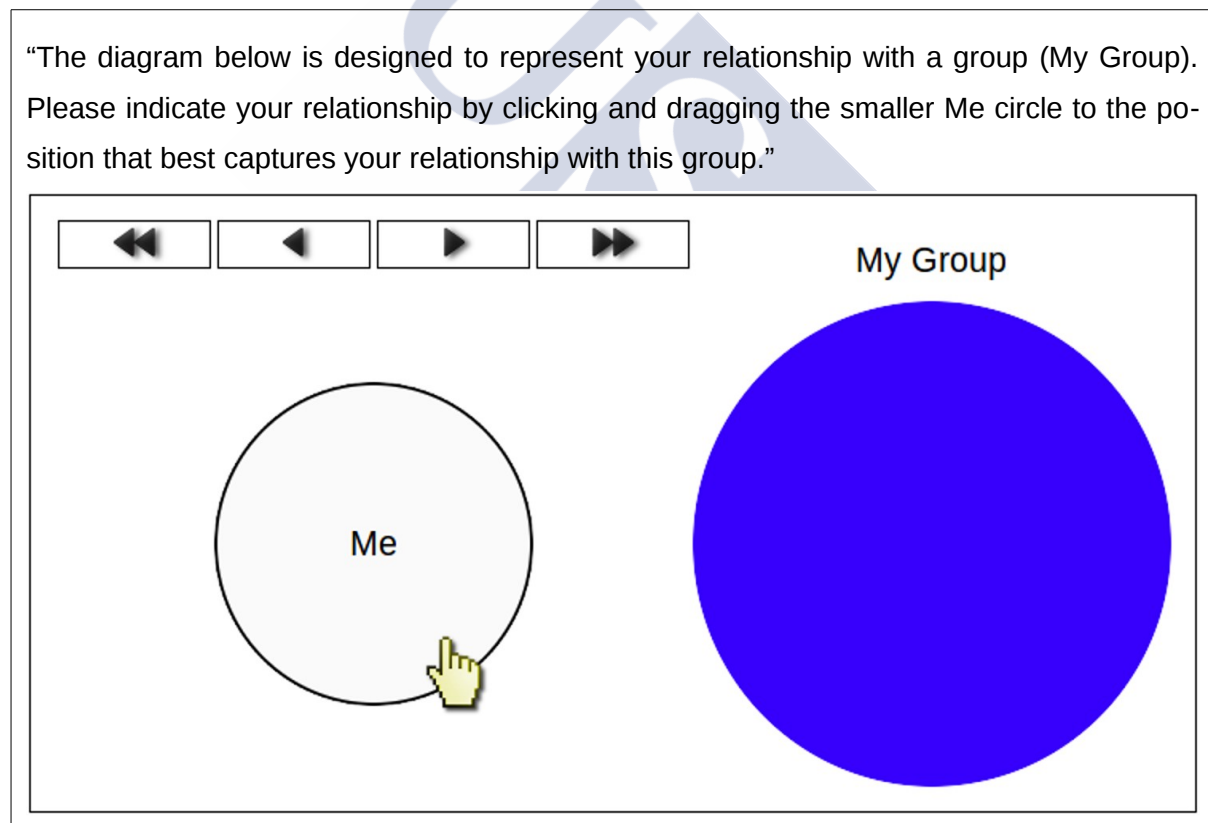 “The diagram below is designed to represent your relationship with a group (My Group).
Please indicate your relationship by clicking and dragging the smaller Me circle to the po-
sition that best captures your relationship with this group.”
My Group
Me